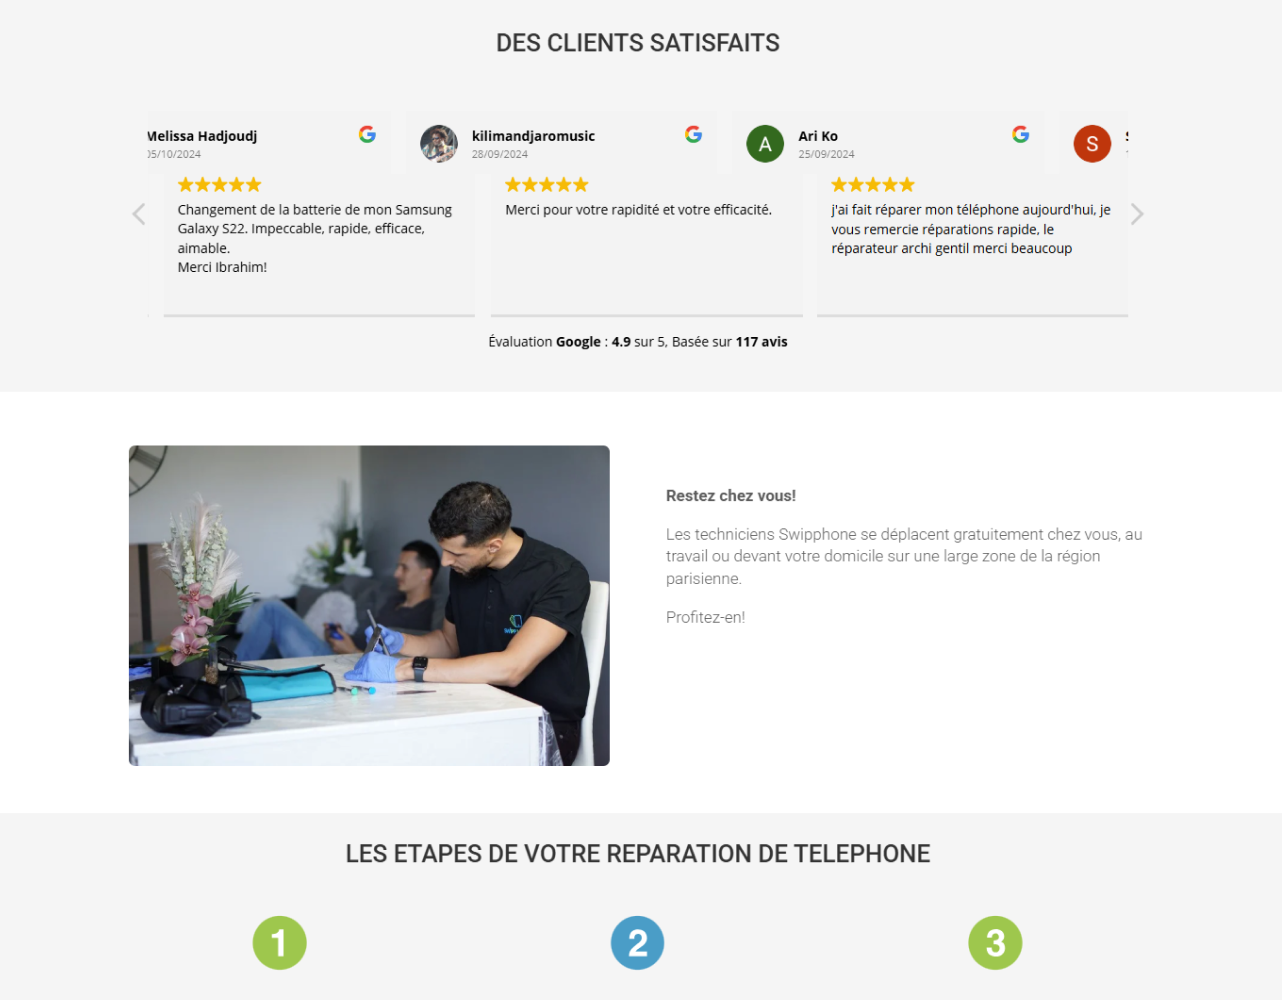 DES CLIENTS SATISFAITS
Melissa Hadjoudj
05/10/2024
Changement de la batterie de mon Samsung
Galaxy S22. Impeccable, rapide, efficace,
aimable.
Merci Ibrahim!
kilimandjaromusic
28/09/2024
Merci pour votre rapidité et votre efficacité.
A
Ari Ko
25/09/2024
j'ai fait réparer mon téléphone aujourd'hui, je
vous remercie réparations rapide, le
réparateur archi gentil merci beaucoup
S
Évaluation Google : 4.9 sur 5, Basée sur 117 avis
Restez chez vous!
Les techniciens Swipphone se déplacent gratuitement chez vous, au
travail ou devant votre domicile sur une large zone de la région
parisienne.
Profitez-en!
LES ETAPES DE VOTRE REPARATION DE TELEPHONE
1
2
3